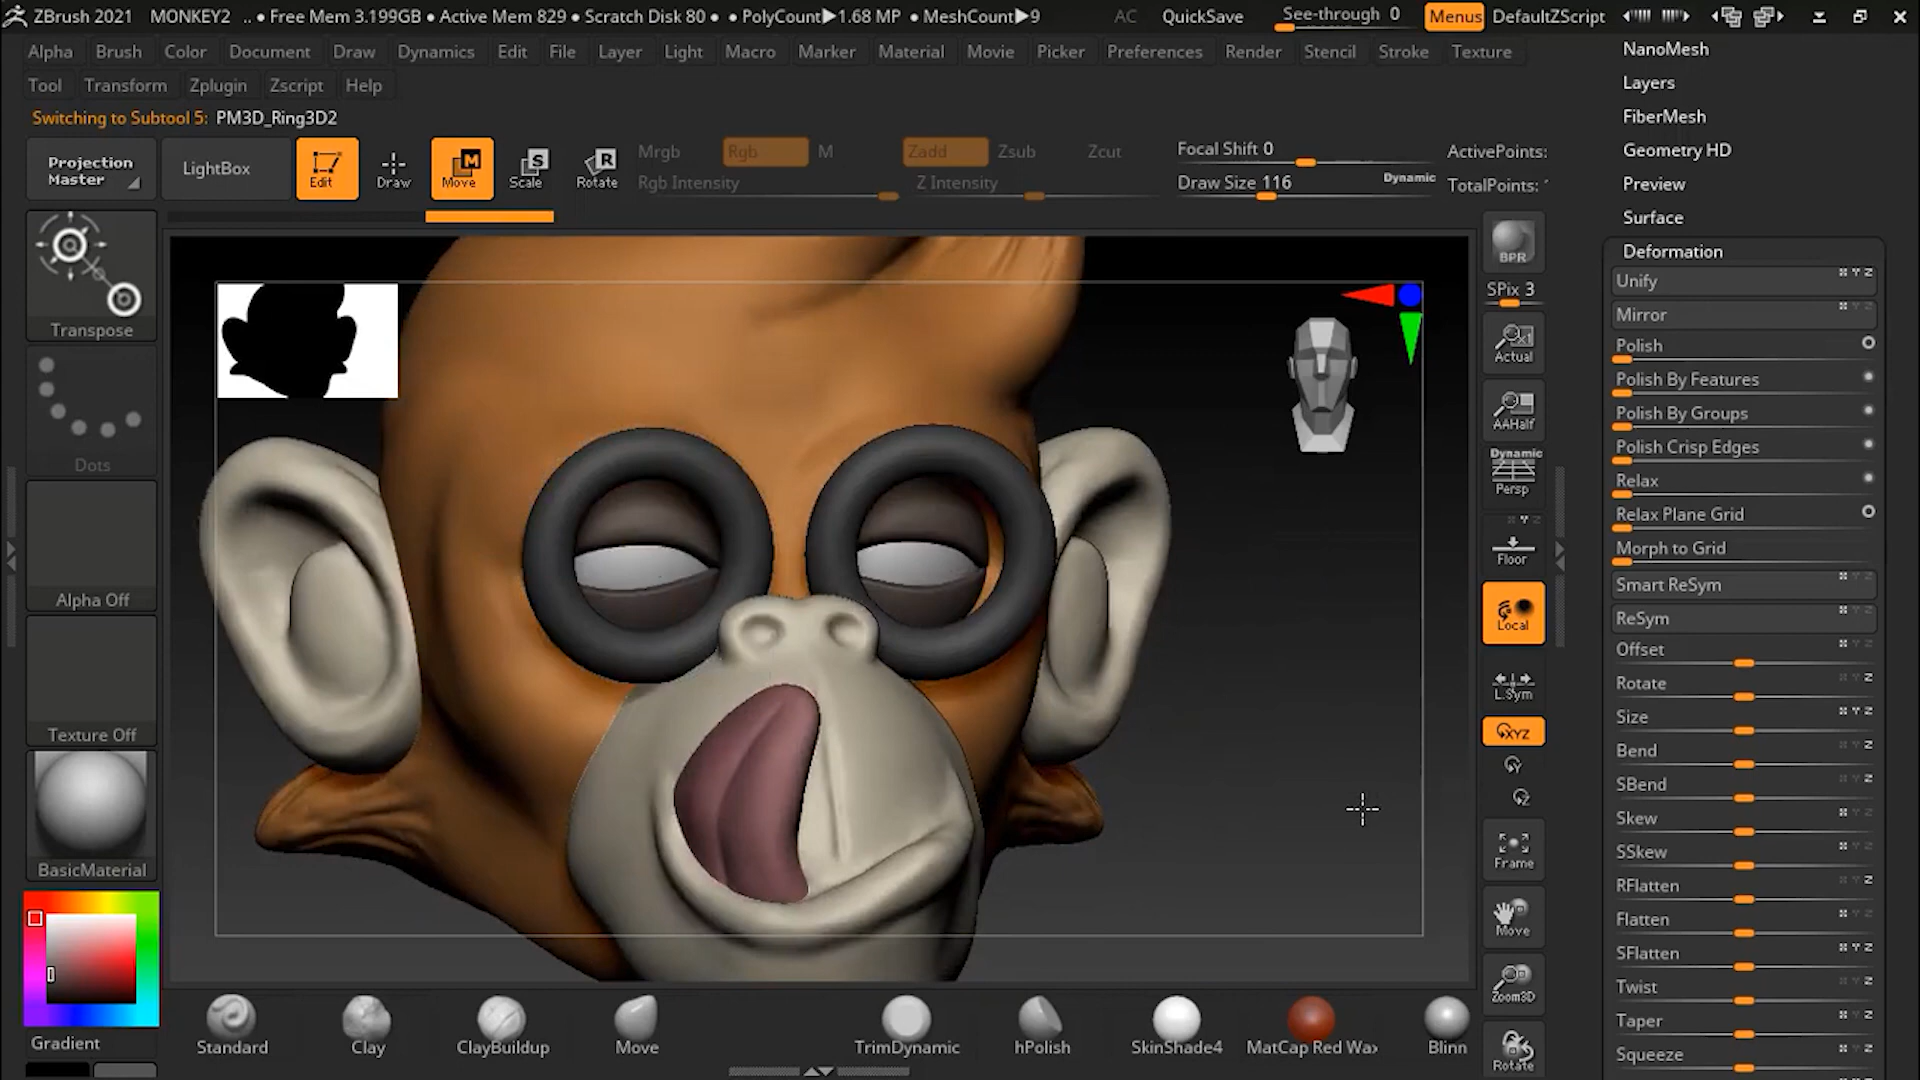 ZBrush 2021 MONKEY2 .. • Free Mem 3.199GB • Active Mem 829 • Scratch Disk 80 • • PolyCount▶1.68 MP • MeshCount▶9 AC QuickSave See-through 0 Menus DefaultZScript
Alpha Brush Color Document Draw Dynamics Edit File Layer Light Macro Marker Material Movie Picker Preferences Render Stencil Stroke Texture
Tool Transform Zplugin Zscript Help
Switching to Subtool 5: PM3D_Ring3D2
Projection Master
LightBox
Edit
Draw
M
Move
S
Scale
R
Rotate
Mrgb Rgb M
Rgb Intensity
Zadd Zsub Zcut
Z Intensity
Focal Shift 0
Draw Size 116 Dynamic
ActivePoints:
TotalPoints:
Transpose
Dots
Alpha Off
Texture Off
BasicMaterial
Gradient
BPR
SPix 3
Actual
AAHalf
Dynamic
Persp
Floor
Local
L.Sym
XYZ
Y
Z
Frame
Move
Zoom3D
Rotate
Standard
Clay
ClayBuildup
Move
TrimDynamic
hPolish
SkinShade4
MatCap Red Wax
Blinn
NanoMesh
Layers
FiberMesh
Geometry HD
Preview
Surface
Deformation
Unify
Mirror
Polish
Polish By Features
Polish By Groups
Polish Crisp Edges
Relax
Relax Plane Grid
Morph to Grid
Smart ReSym
ReSym
Offset
Rotate
Size
Bend
SBend
Skew
SSkew
RFlatten
Flatten
SFlatten
Twist
Taper
Squeeze